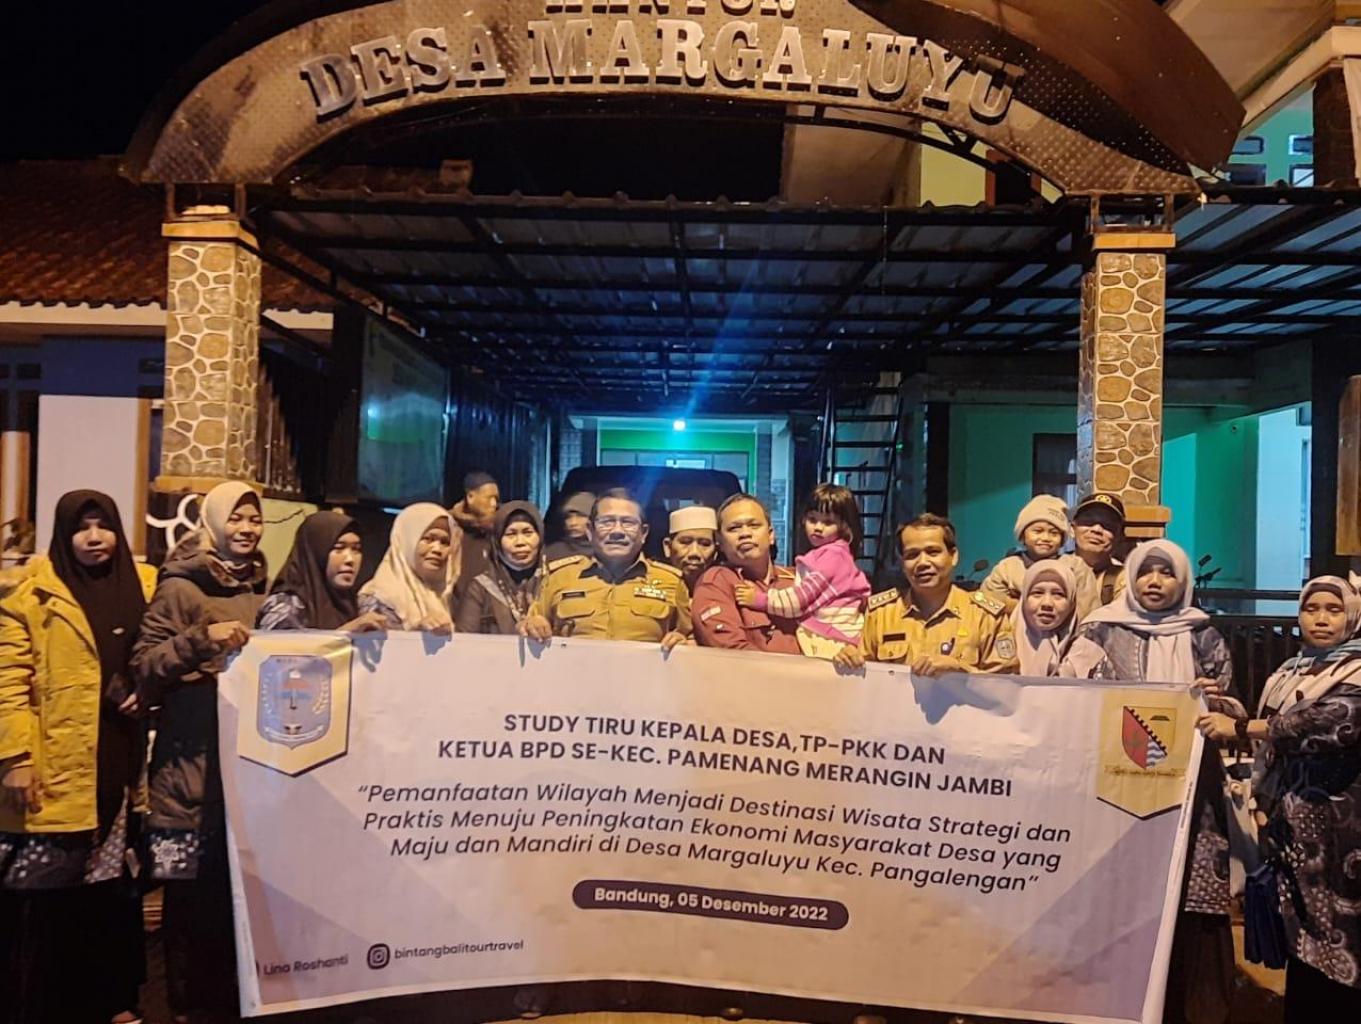 KANTOR
DESA MARGALUYU
STUDY TIRU KEPALA DESA,TP-PKK DAN
KETUA BPD SE-KEC. PAMENANG MERANGIN JAMBI
“Pemanfaatan Wilayah Menjadi Destinasi Wisata Strategi dan
Praktis Menuju Peningkatan Ekonomi Masyarakat Desa yang
Maju dan Mandiri di Desa Margaluyu Kec. Pangalengan”
Bandung, 05 Desember 2022
Lina Roshanti
bintangbalitourtravel